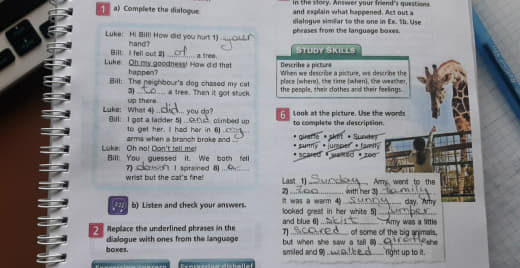 1 a) Complete the dialogue.
Luke: Hi Bill! How did you hurt 1) your
hand?
Bill: I fell out 2) of a tree.
Luke: Oh my goodness! How did that
happen?
Bill: The neighbour's dog chased my cat
3) to a tree. Then it got stuck
up there.
Luke: What 4) did you do?
Bill: I got a ladder 5) and climbed up
to get her. I had her in 6) my
arms when a branch broke and
Luke: Oh no! Don't tell me!
Bill: You guessed it. We both fell
7) I sprained 8)
wrist but the cat's fine!
b) Listen and check your answers.
2 Replace the underlined phrases in the
dialogue with ones from the language
boxes.
Expressing concern Expressing disbelief
in the story. Answer your friend's questions
and explain what happened. Act out a
dialogue similar to the one in Ex. 1b. Use
phrases from the language boxes.
STUDY SKILLS
Describe a picture
When we describe a picture, we describe the
place (where), the time (when), the weather,
the people, their clothes and their feelings.
6 Look at the picture. Use the words
to complete the description.
• giraffe • skirt • Sunday
• sunny • jumper • family
• scared • walked • zoo
Last 1) Sunday Amy went to the
2) zoo with her 3) family
It was a warm 4) sunny day. Amy
looked great in her white 5) jumper
and blue 6) skirt Amy was a little
7) scared of some of the big animals,
but when she saw a tall 8) giraffe she
smiled and 9) walked right up to it.